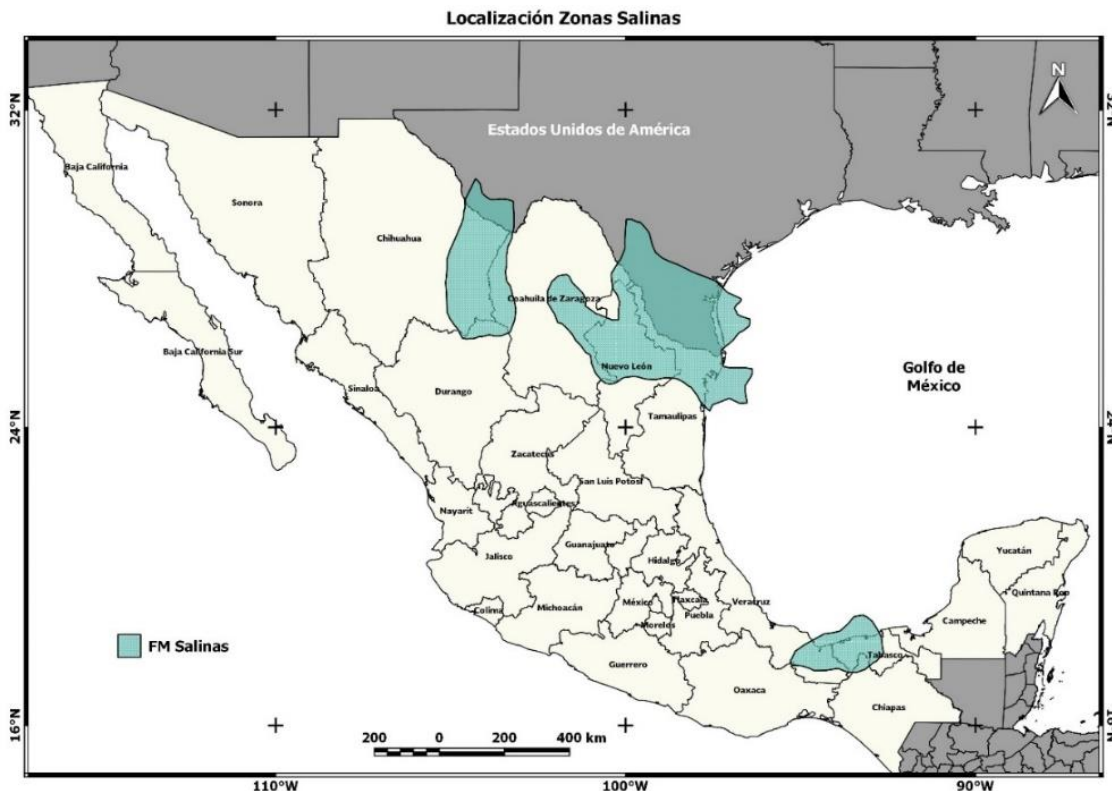 Localización Zonas Salinas
N
32°N
32°N
Estados Unidos de América
Baja California
Sonora
Chihuahua
Coahuila de Zaragoza
Baja California Sur
Nuevo León
Golfo de
México
Sinaloa
Durango
Tamaulipas
24°N
24°N
Zacatecas
San Luis Potosí
Aguascalientes
Nayarit
Guanajuato
Yucatán
Jalisco
Hidalgo
Quintana Roo
Colima
Michoacán
México
Tlaxcala
Veracruz
Puebla
Campeche
Morelos
FM Salinas
Tabasco
Guerrero
Oaxaca
Chiapas
16°N
16°N
200 0 200 400 km
110°W
100°W
90°W